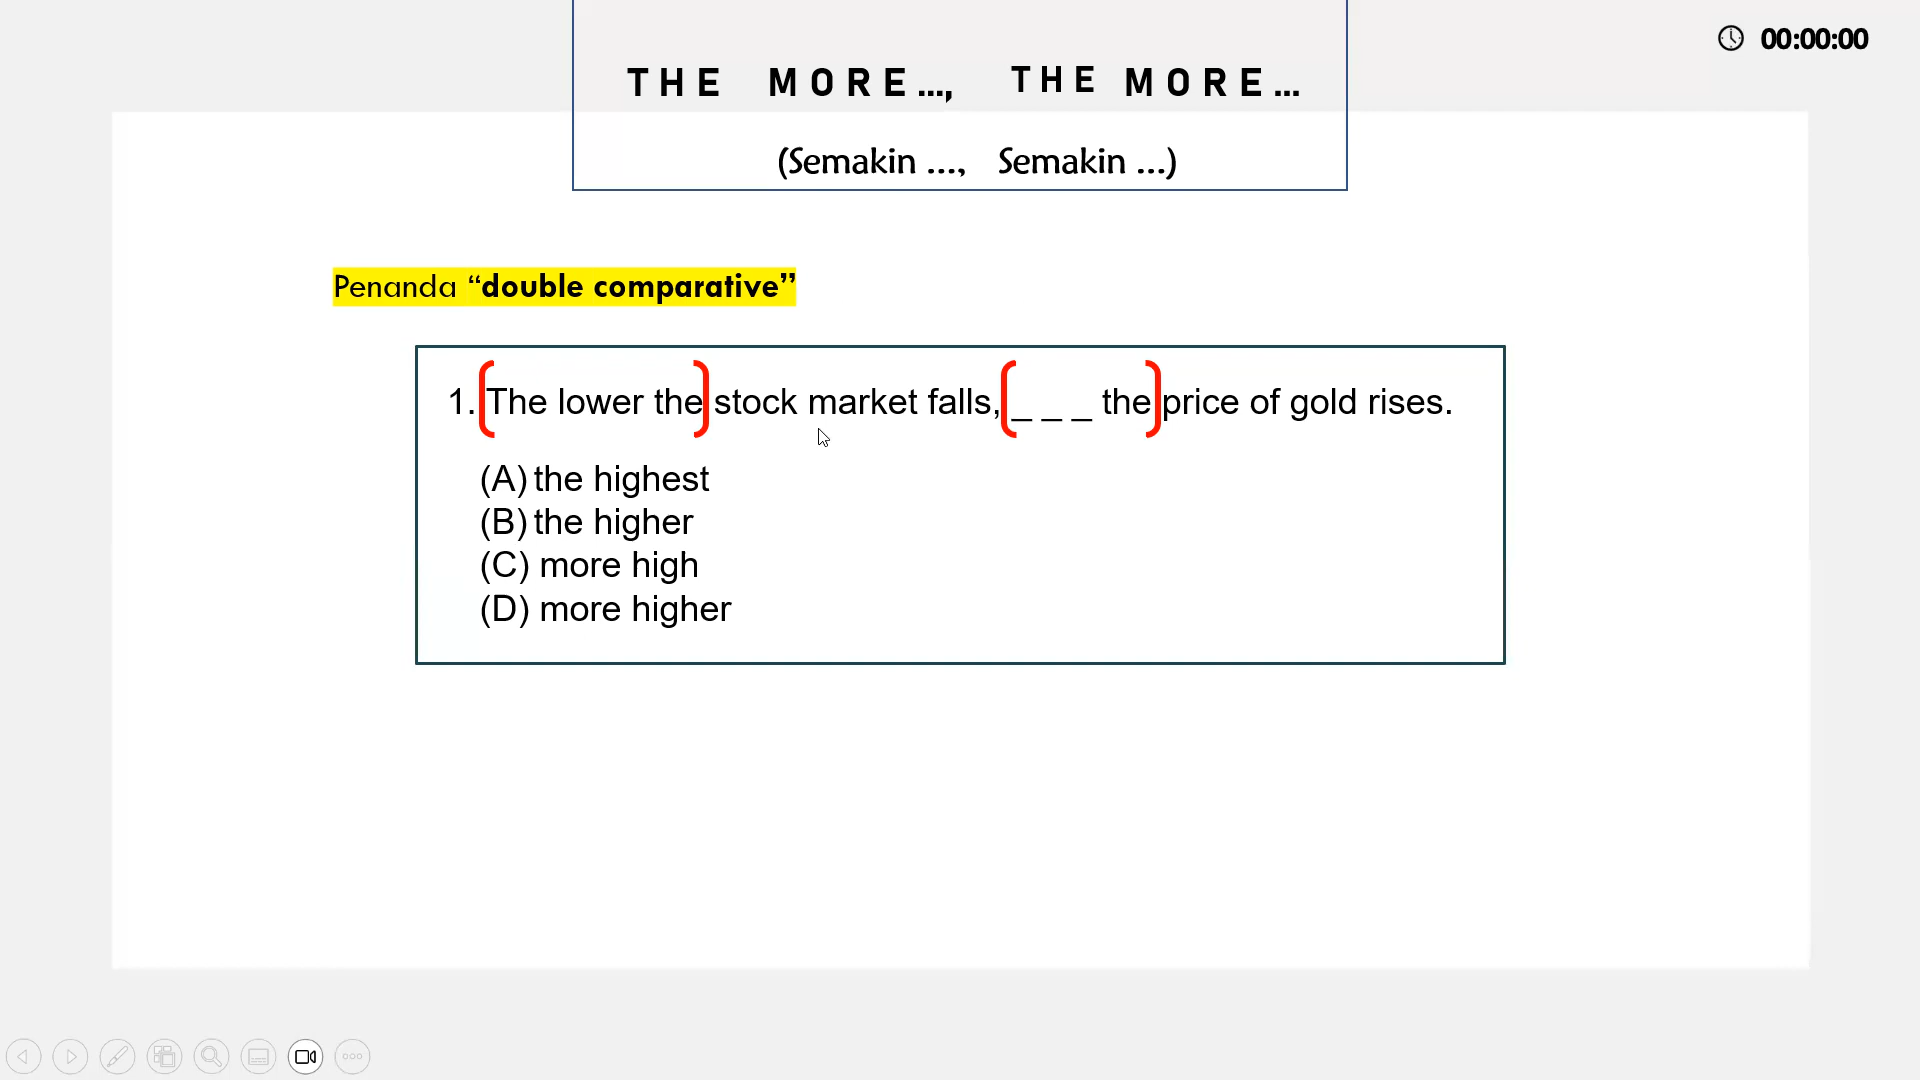 00:00:00
THE MORE…, THE MORE…
(Semakin …, Semakin …)
Penanda “double comparative”
1. The lower the stock market falls, _ _ _ the price of gold rises.
(A) the highest
(B) the higher
(C) more high
(D) more higher